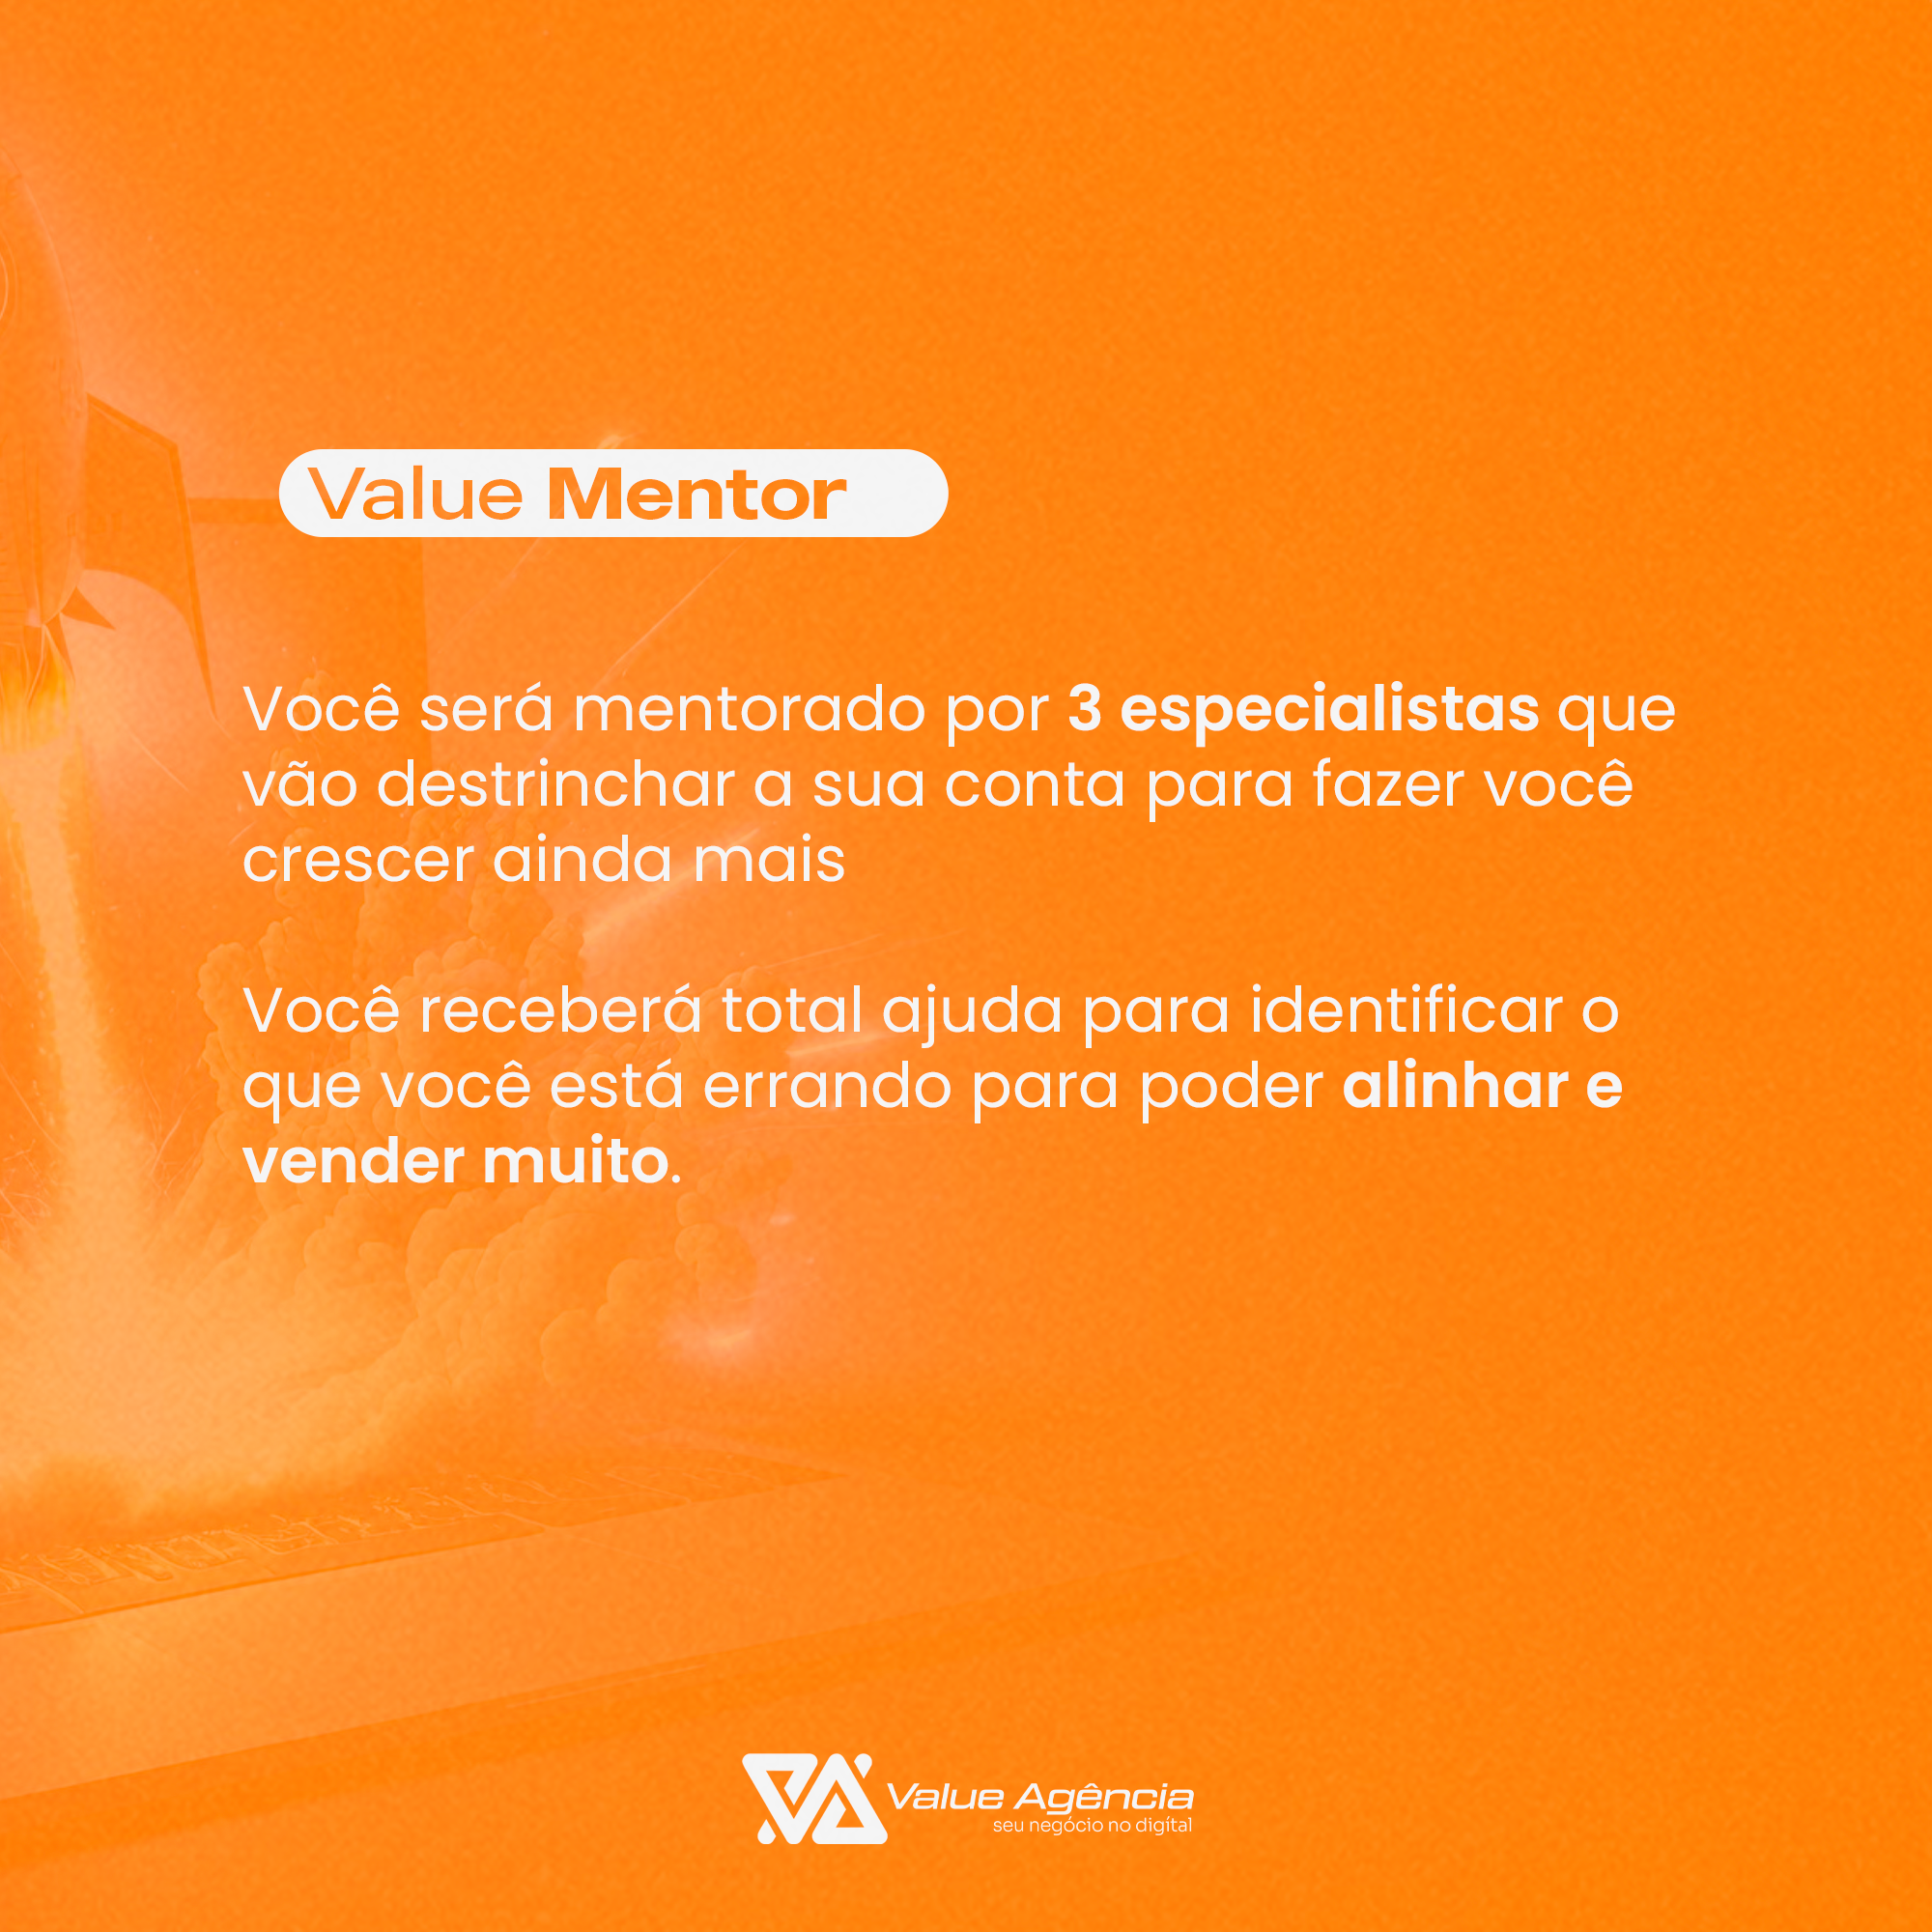 Value Mentor
Você será mentorado por 3 especialistas que
vão destrinchar a sua conta para fazer você
crescer ainda mais
Você receberá total ajuda para identificar o
que você está errando para poder alinhar e
vender muito.
Value Agência
seu negócio no digítal